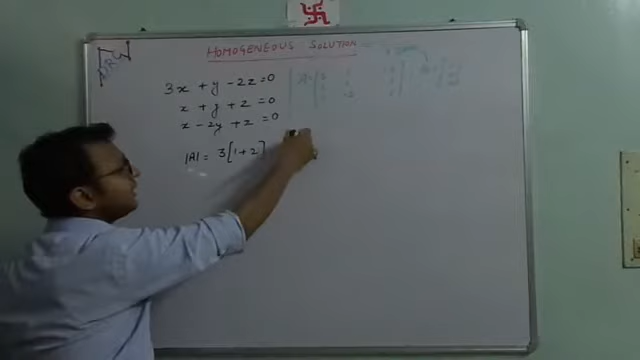 HOMOGENEOUS SOLUTION
3x + y - 2z = 0
x + y + z = 0
x - 2y + z = 0
|A| = 3[1+2]